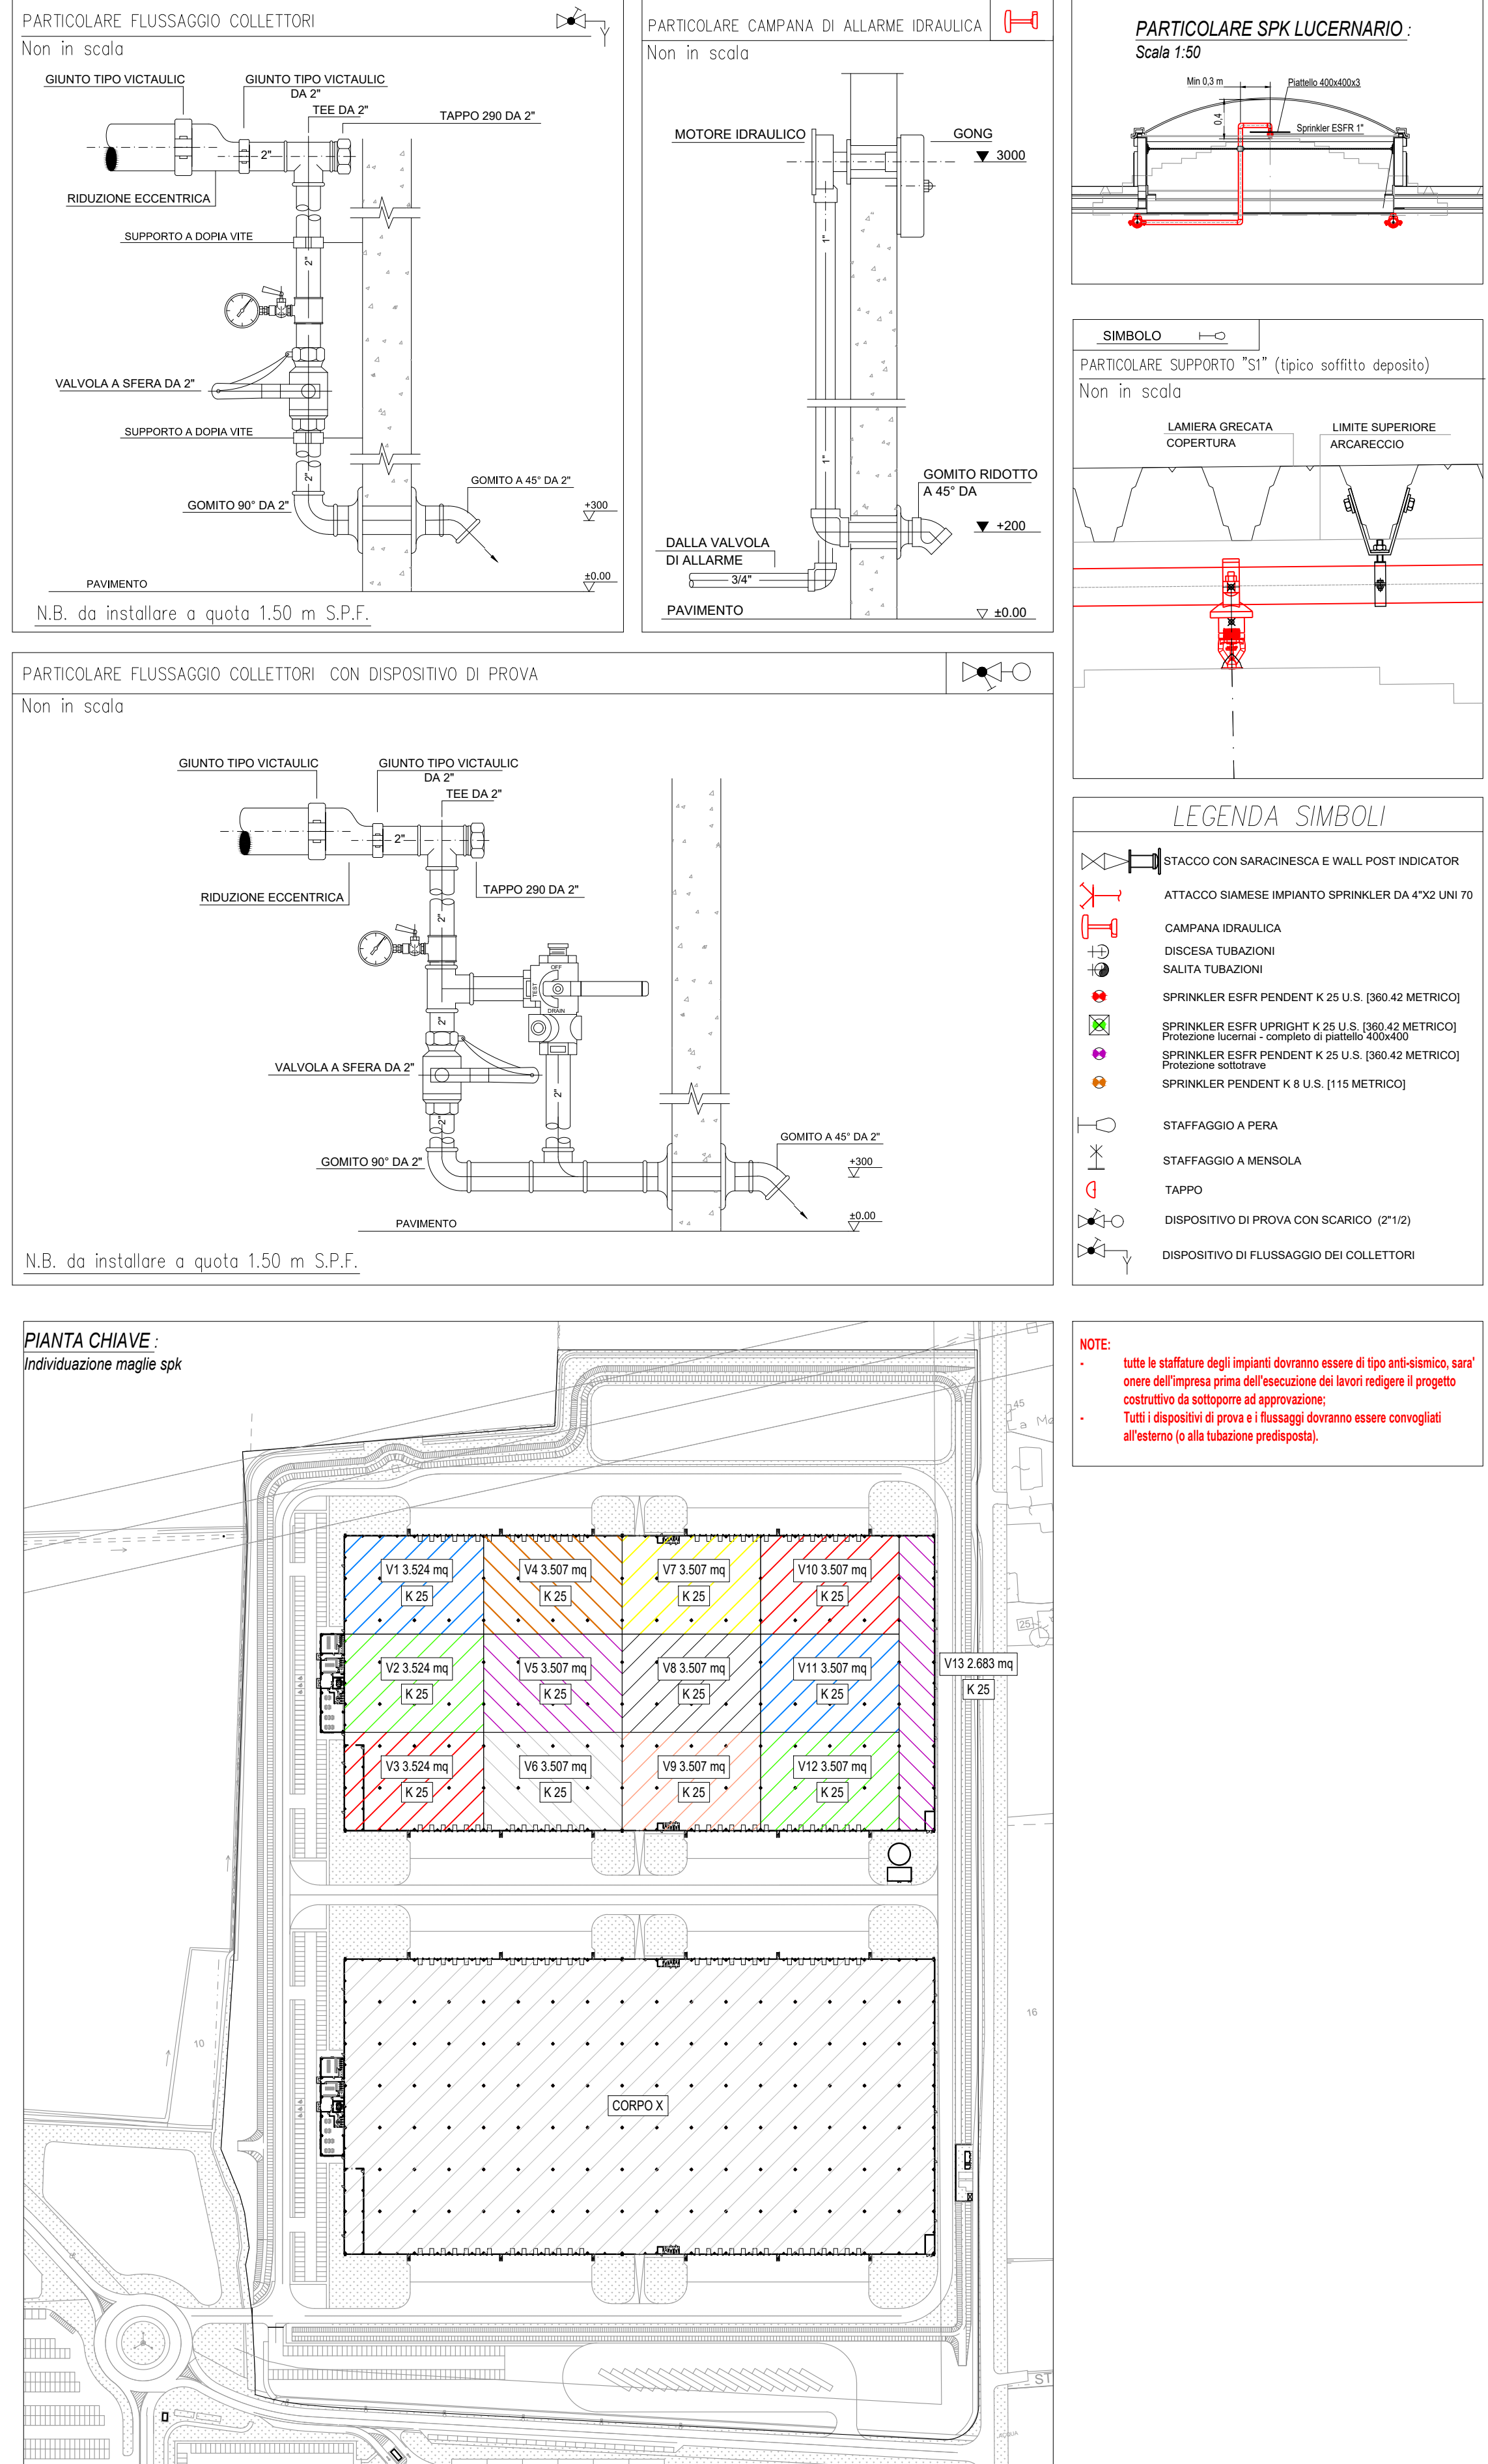 PARTICOLARE FLUSSAGGIO COLLETTORI
Non in scala
GIUNTO TIPO VICTAULIC
GIUNTO TIPO VICTAULIC
DA 2"
TEE DA 2"
TAPPO 290 DA 2"
2"
RIDUZIONE ECCENTRICA
SUPPORTO A DOPIA VITE
2"
VALVOLA A SFERA DA 2"
SUPPORTO A DOPIA VITE
2"
GOMITO A 45° DA 2"
GOMITO 90° DA 2"
+300
±0.00
PAVIMENTO
N.B. da installare a quota 1.50 m S.P.F.
PARTICOLARE CAMPANA DI ALLARME IDRAULICA
Non in scala
MOTORE IDRAULICO
GONG
3000
1"
1"
GOMITO RIDOTTO
A 45° DA
+200
DALLA VALVOLA
DI ALLARME
3/4"
PAVIMENTO
±0.00
PARTICOLARE SPK LUCERNARIO :
Scala 1:50
Min 0,3 m
Piattello 400x400x3
0,4
Sprinkler ESFR 1"
SIMBOLO
PARTICOLARE SUPPORTO "S1" (tipico soffitto deposito)
Non in scala
LAMIERA GRECATA
COPERTURA
LIMITE SUPERIORE
ARCARECCIO
PARTICOLARE FLUSSAGGIO COLLETTORI CON DISPOSITIVO DI PROVA
Non in scala
GIUNTO TIPO VICTAULIC
GIUNTO TIPO VICTAULIC
DA 2"
TEE DA 2"
2"
RIDUZIONE ECCENTRICA
TAPPO 290 DA 2"
2"
OFF
TEST
DRAIN
2"
VALVOLA A SFERA DA 2"
2"
2"
GOMITO A 45° DA 2"
GOMITO 90° DA 2"
+300
±0.00
PAVIMENTO
N.B. da installare a quota 1.50 m S.P.F.
LEGENDA SIMBOLI
STACCO CON SARACINESCA E WALL POST INDICATOR
ATTACCO SIAMESE IMPIANTO SPRINKLER DA 4"X2 UNI 70
CAMPANA IDRAULICA
DISCESA TUBAZIONI
SALITA TUBAZIONI
SPRINKLER ESFR PENDENT K 25 U.S. [360.42 METRICO]
SPRINKLER ESFR UPRIGHT K 25 U.S. [360.42 METRICO]
Protezione lucernai - completo di piattello 400x400
SPRINKLER ESFR PENDENT K 25 U.S. [360.42 METRICO]
Protezione sottotrave
SPRINKLER PENDENT K 8 U.S. [115 METRICO]
STAFFAGGIO A PERA
STAFFAGGIO A MENSOLA
TAPPO
DISPOSITIVO DI PROVA CON SCARICO (2"1/2)
DISPOSITIVO DI FLUSSAGGIO DEI COLLETTORI
PIANTA CHIAVE :
Individuazione maglie spk
45
a Mo
V1 3.524 mq
K 25
V4 3.507 mq
K 25
V7 3.507 mq
K 25
V10 3.507 mq
K 25
25
V2 3.524 mq
K 25
V5 3.507 mq
K 25
V8 3.507 mq
K 25
V11 3.507 mq
K 25
V13 2.683 mq
K 25
V3 3.524 mq
K 25
V6 3.507 mq
K 25
V9 3.507 mq
K 25
V12 3.507 mq
K 25
16
10
CORPO X
ST
ACQUA
NOTE:
- tutte le staffature degli impianti dovranno essere di tipo anti-sismico, sara'
onere dell'impresa prima dell'esecuzione dei lavori redigere il progetto
costruttivo da sottoporre ad approvazione;
- Tutti i dispositivi di prova e i flussaggi dovranno essere convogliati
all'esterno (o alla tubazione predisposta).